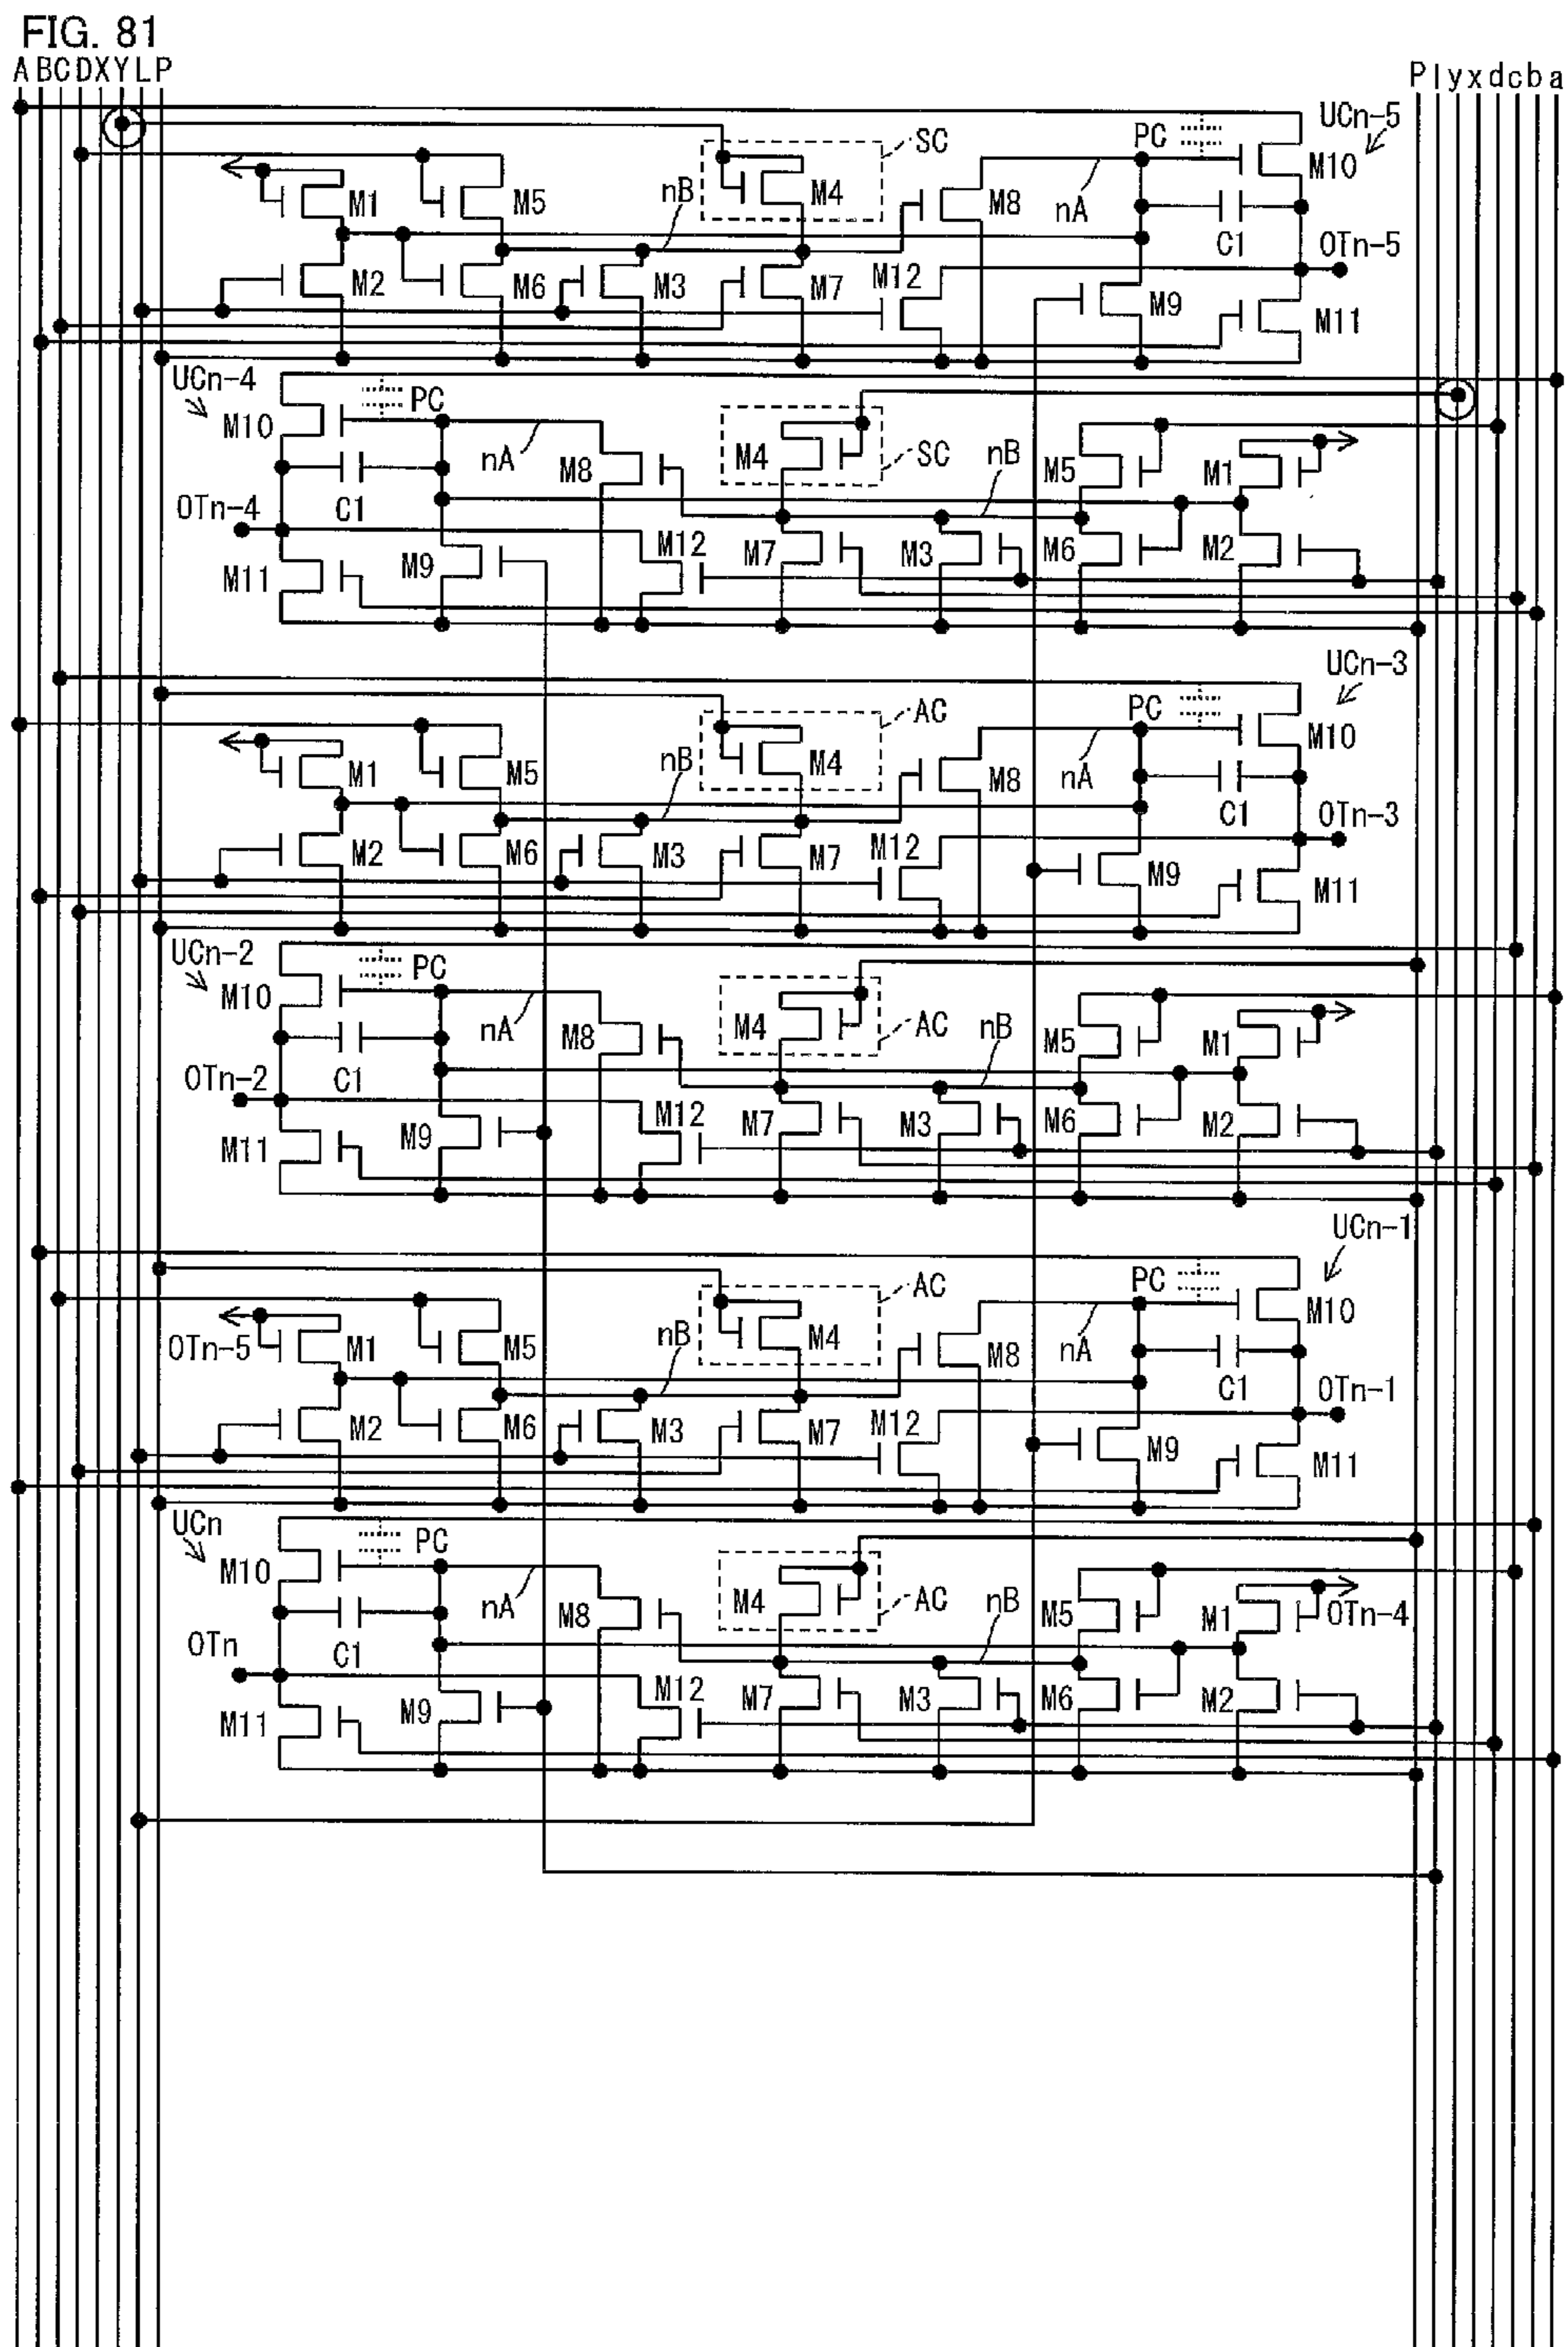 FIG. 81
A B C D X Y L P
P l y x d c b a
UCn-5
SC
PC
M10
M1
M5
nB
M4
M8
nA
C1
OTn-5
M2
M6
M3
M7
M12
M9
M11
UCn-4
PC
M10
nA
M8
M4
SC
nB
M5
M1
OTn-4
C1
M12
M7
M3
M6
M2
M11
M9
UCn-3
AC
PC
M10
M1
M5
nB
M4
M8
nA
C1
OTn-3
M2
M6
M3
M7
M12
M9
M11
UCn-2
PC
M10
nA
M8
M4
AC
nB
M5
M1
OTn-2
C1
M12
M7
M3
M6
M2
M11
M9
UCn-1
AC
PC
M10
OTn-5
M1
M5
nB
M4
M8
nA
C1
OTn-1
M2
M6
M3
M7
M12
M9
M11
UCn
PC
M10
nA
M8
M4
AC
nB
M5
M1
OTn-4
OTn
C1
M12
M7
M3
M6
M2
M11
M9